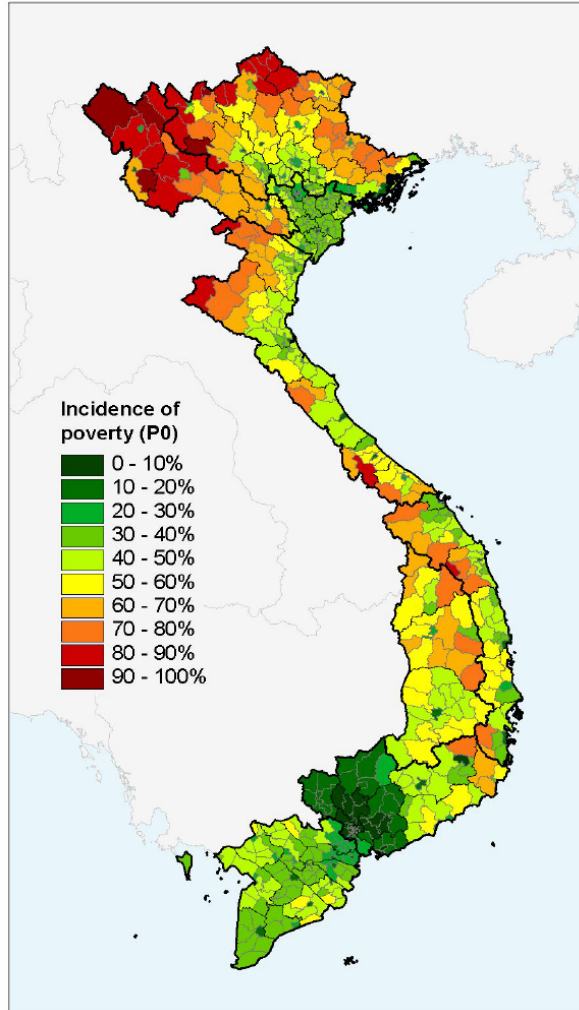 Incidence of
poverty (P0)
0 - 10%
10 - 20%
20 - 30%
30 - 40%
40 - 50%
50 - 60%
60 - 70%
70 - 80%
80 - 90%
90 - 100%